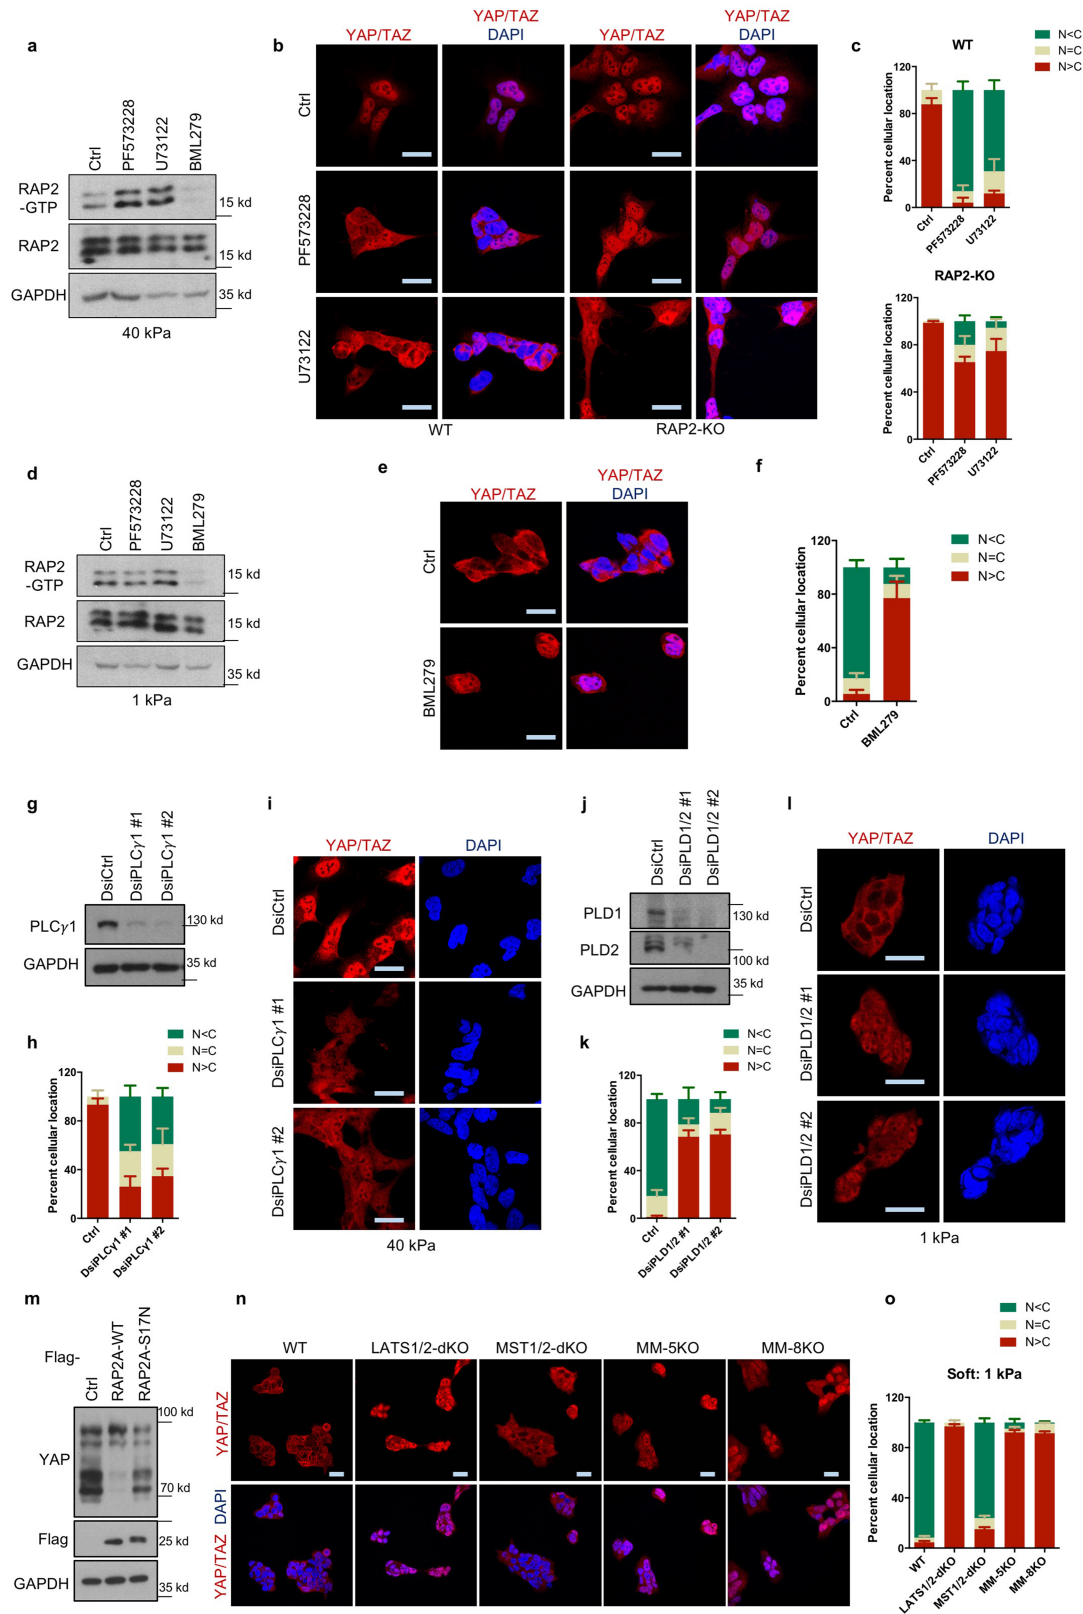 a
Ctrl
PF573228
U73122
BML279
RAP2
-GTP
15 kd
RAP2
15 kd
GAPDH
35 kd
40 kPa
b
YAP/TAZ
YAP/TAZ
DAPI
YAP/TAZ
YAP/TAZ
DAPI
Ctrl
PF573228
U73122
WT
RAP2-KO
c
N<C
N=C
N>C
WT
Percent cellular location
120
80
40
0
Ctrl
PF573228
U73122
RAP2-KO
Percent cellular location
120
80
40
0
Ctrl
PF573228
U73122
d
Ctrl
PF573228
U73122
BML279
RAP2
-GTP
15 kd
RAP2
15 kd
GAPDH
35 kd
1 kPa
e
YAP/TAZ
YAP/TAZ
DAPI
Ctrl
BML279
f
N<C
N=C
N>C
Percent cellular location
120
80
40
0
Ctrl
BML279
g
DsiCtrl
DsiPLCγ1 #1
DsiPLCγ1 #2
PLCγ1
130 kd
GAPDH
35 kd
h
N<C
N=C
N>C
Percent cellular location
120
80
40
0
Ctrl
DsiPLCγ1 #1
DsiPLCγ1 #2
i
YAP/TAZ
DAPI
DsiCtrl
DsiPLCγ1 #1
DsiPLCγ1 #2
40 kPa
j
DsiCtrl
DsiPLD1/2 #1
DsiPLD1/2 #2
PLD1
130 kd
PLD2
100 kd
GAPDH
35 kd
k
N<C
N=C
N>C
Percent cellular location
120
80
40
0
Ctrl
DsiPLD1/2 #1
DsiPLD1/2 #2
l
YAP/TAZ
DAPI
DsiCtrl
DsiPLD1/2 #1
DsiPLD1/2 #2
1 kPa
m
Flag-
Ctrl
RAP2A-WT
RAP2A-S17N
100 kd
YAP
70 kd
Flag
25 kd
GAPDH
35 kd
n
WT
LATS1/2-dKO
MST1/2-dKO
MM-5KO
MM-8KO
YAP/TAZ
YAP/TAZ DAPI
o
N<C
N=C
N>C
Soft: 1 kPa
Percent cellular location
120
80
40
0
WT
LATS1/2-dKO
MST1/2-dKO
MM-5KO
MM-8KO